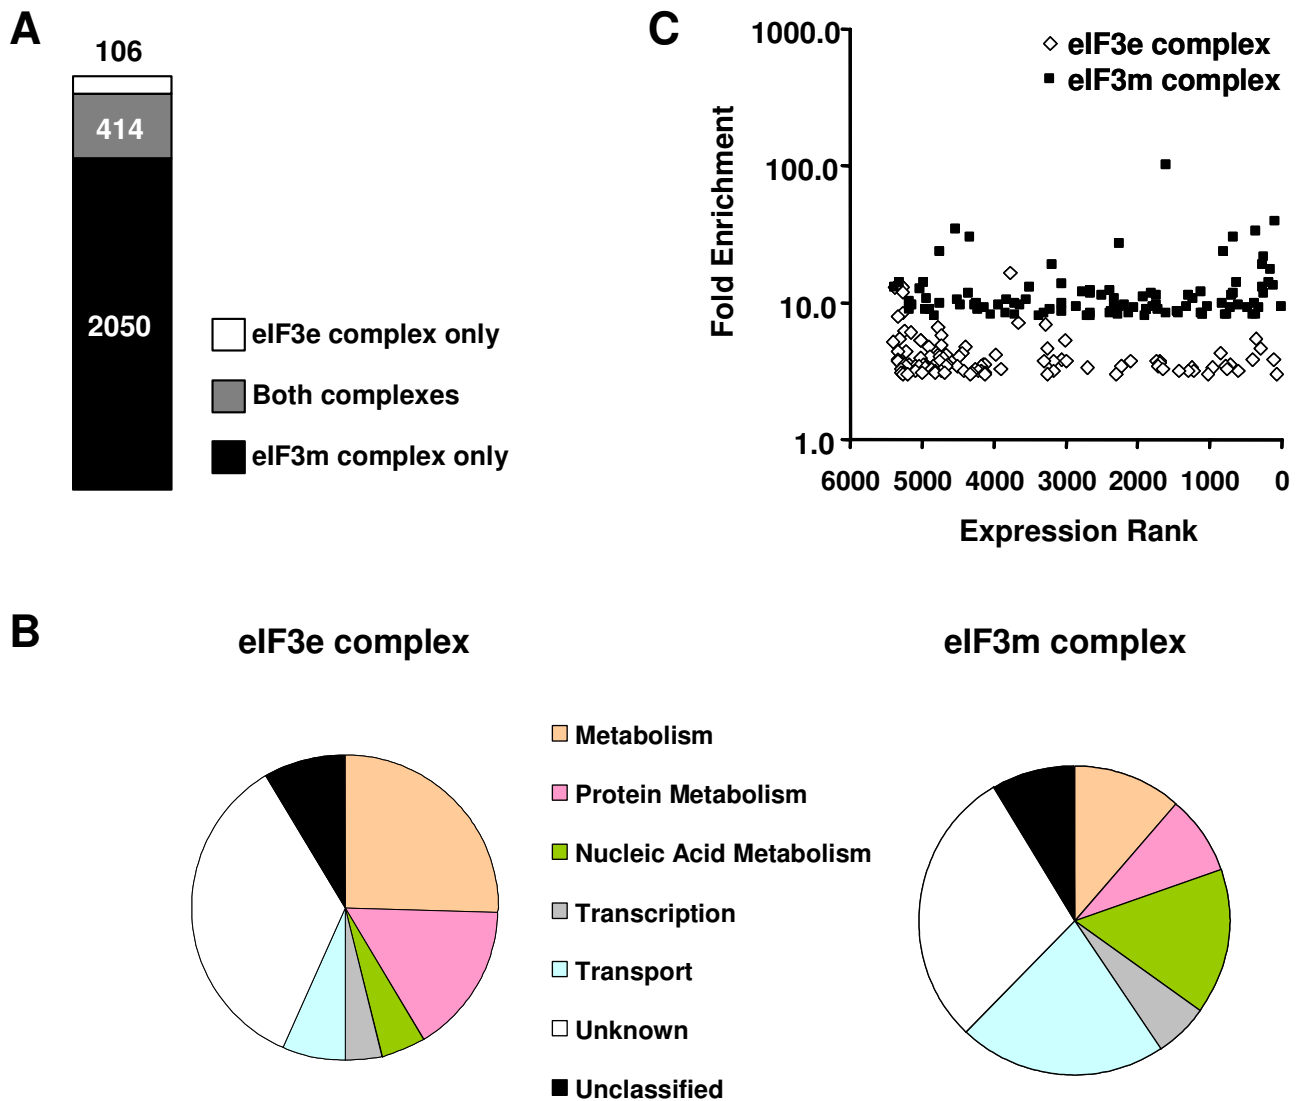 A
106
414
2050
eIF3e complex only
Both complexes
eIF3m complex only
C
1000.0
100.0
10.0
1.0
Fold Enrichment
eIF3e complex
eIF3m complex
6000 5000 4000 3000 2000 1000 0
Expression Rank
B
eIF3e complex
eIF3m complex
Metabolism
Protein Metabolism
Nucleic Acid Metabolism
Transcription
Transport
Unknown
Unclassified